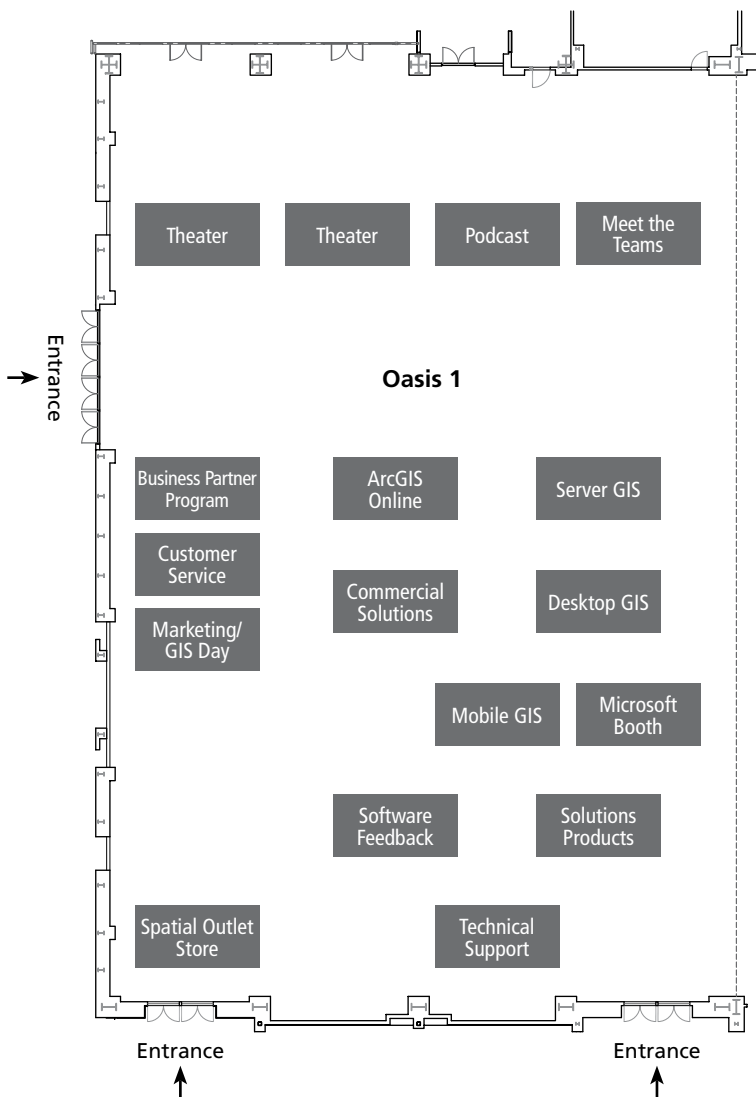 Theater
Theater
Podcast
Meet the
Teams
Entrance
Oasis 1
Business Partner
Program
ArcGIS
Online
Server GIS
Customer
Service
Commercial
Solutions
Desktop GIS
Marketing/
GIS Day
Mobile GIS
Microsoft
Booth
Software
Feedback
Solutions
Products
Spatial Outlet
Store
Technical
Support
Entrance
Entrance